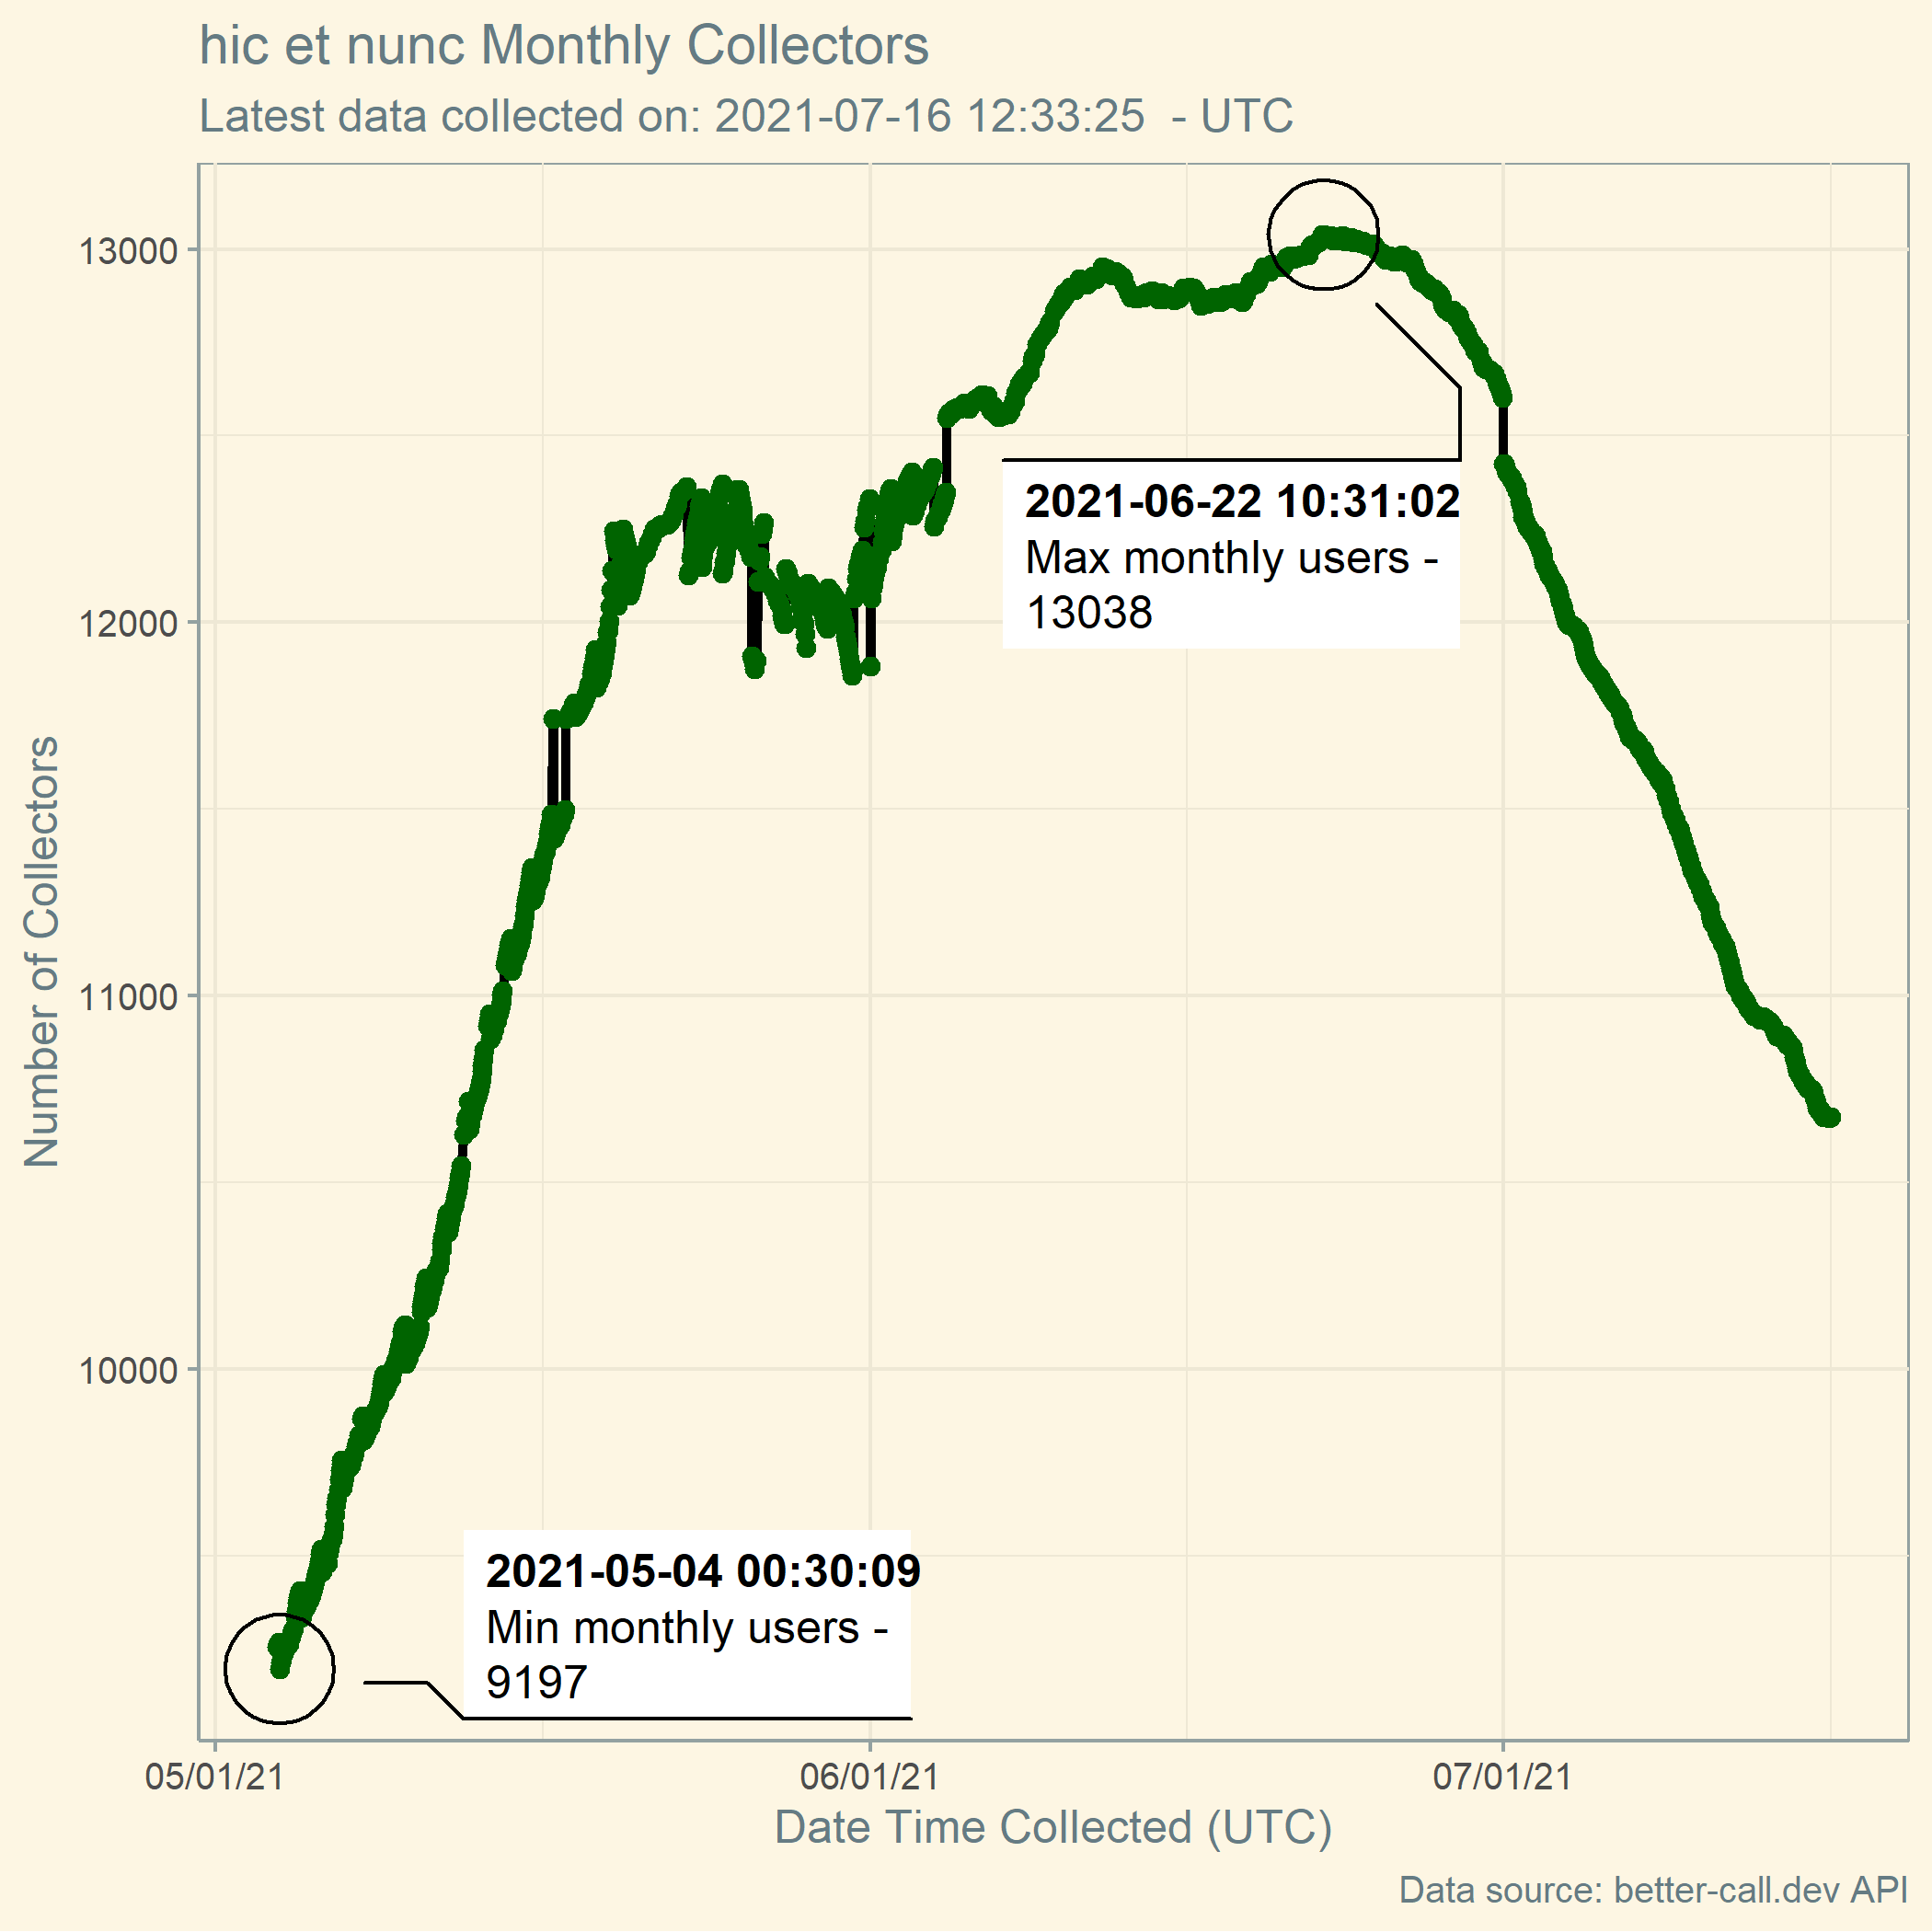 hic et nunc Monthly Collectors
Latest data collected on: 2021-07-16 12:33:25  - UTC
Number of Collectors
13000
12000
11000
10000
2021-06-22 10:31:02
Max monthly users -
13038
2021-05-04 00:30:09
Min monthly users -
9197
05/01/21
06/01/21
07/01/21
Date Time Collected (UTC)
Data source: better-call.dev API